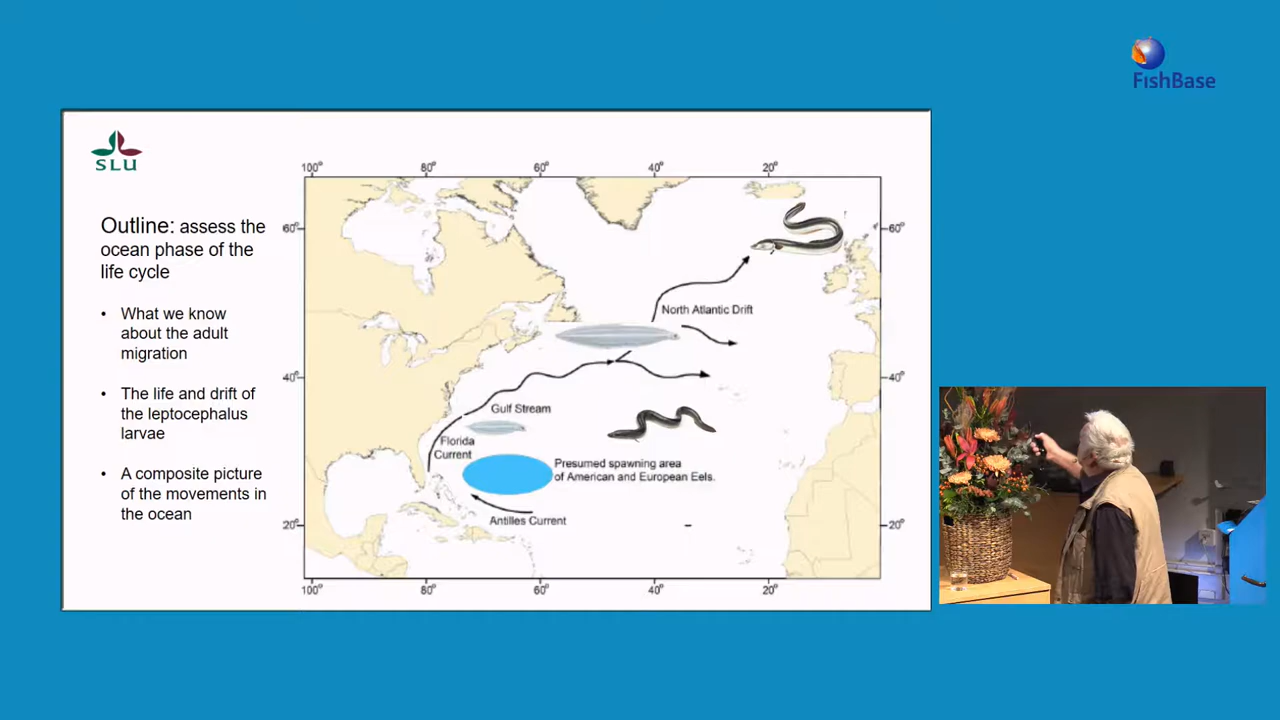 FishBase
SLU
Outline: assess the
ocean phase of the
life cycle
• What we know
about the adult
migration
• The life and drift of
the leptocephalus
larvae
• A composite picture
of the movements in
the ocean
100° 80° 60° 40° 20°
60° 60°
North Atlantic Drift
40° 40°
Gulf Stream
Florida
Current
Presumed spawning area
of American and European Eels.
Antilles Current
20° 20°
100° 80° 60° 40° 20°